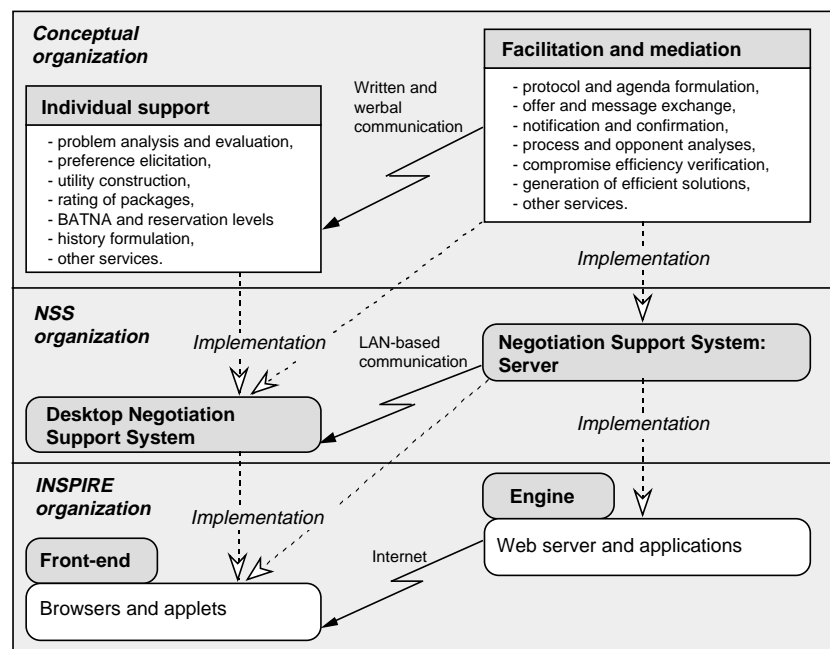 Conceptual
organization
Facilitation and mediation
- protocol and agenda formulation,
- offer and message exchange,
- notification and confirmation,
- process and opponent analyses,
- compromise efficiency verification,
- generation of efficient solutions,
- other services.
Written and
werbal
communication
Individual support
- problem analysis and evaluation,
- preference elicitation,
- utility construction,
- rating of packages,
- BATNA and reservation levels
- history formulation,
- other services.
Implementation
NSS
organization
Implementation
LAN-based
communication
Negotiation Support System:
Server
Desktop Negotiation
Support System
Implementation
INSPIRE
organization
Implementation
Engine
Web server and applications
Front-end
Internet
Browsers and applets